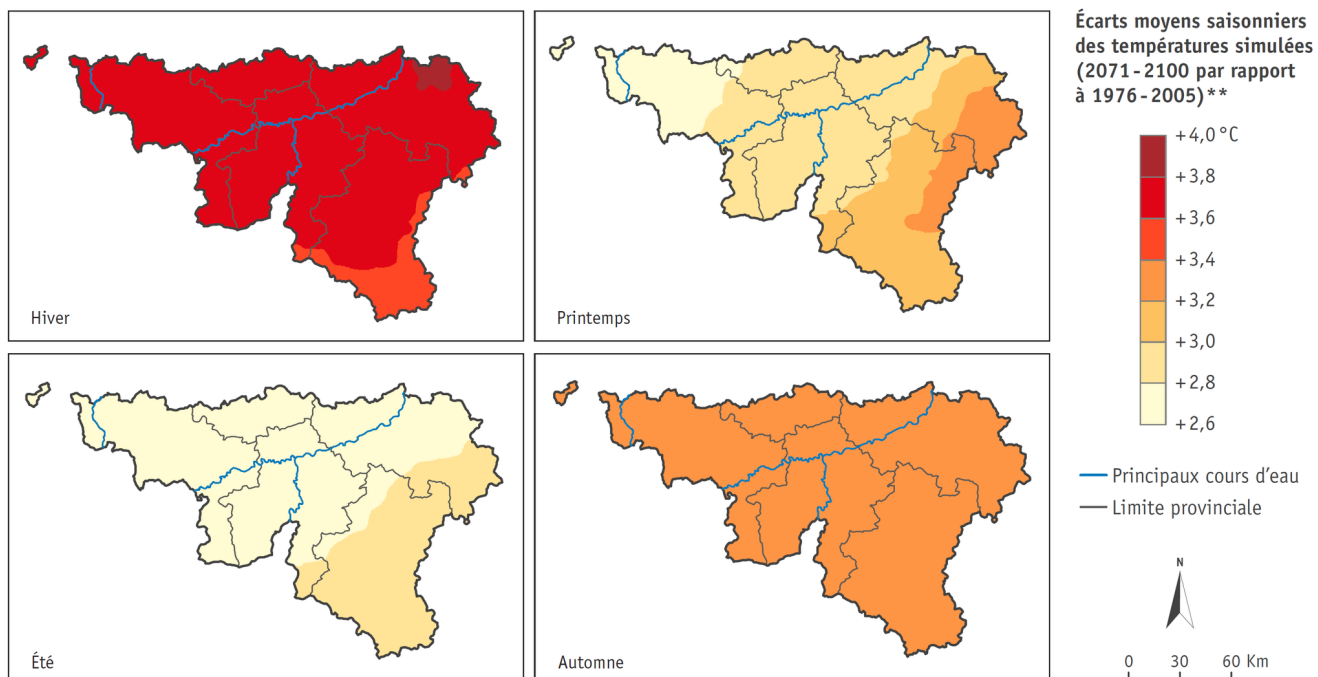 Hiver
Printemps
Été
Automne
Écarts moyens saisonniers
des températures simulées
(2071-2100 par rapport
à 1976-2005)**
+4,0 °C
+3,8
+3,6
+3,4
+3,2
+3,0
+2,8
+2,6
Principaux cours d'eau
Limite provinciale
N
0 30 60 Km